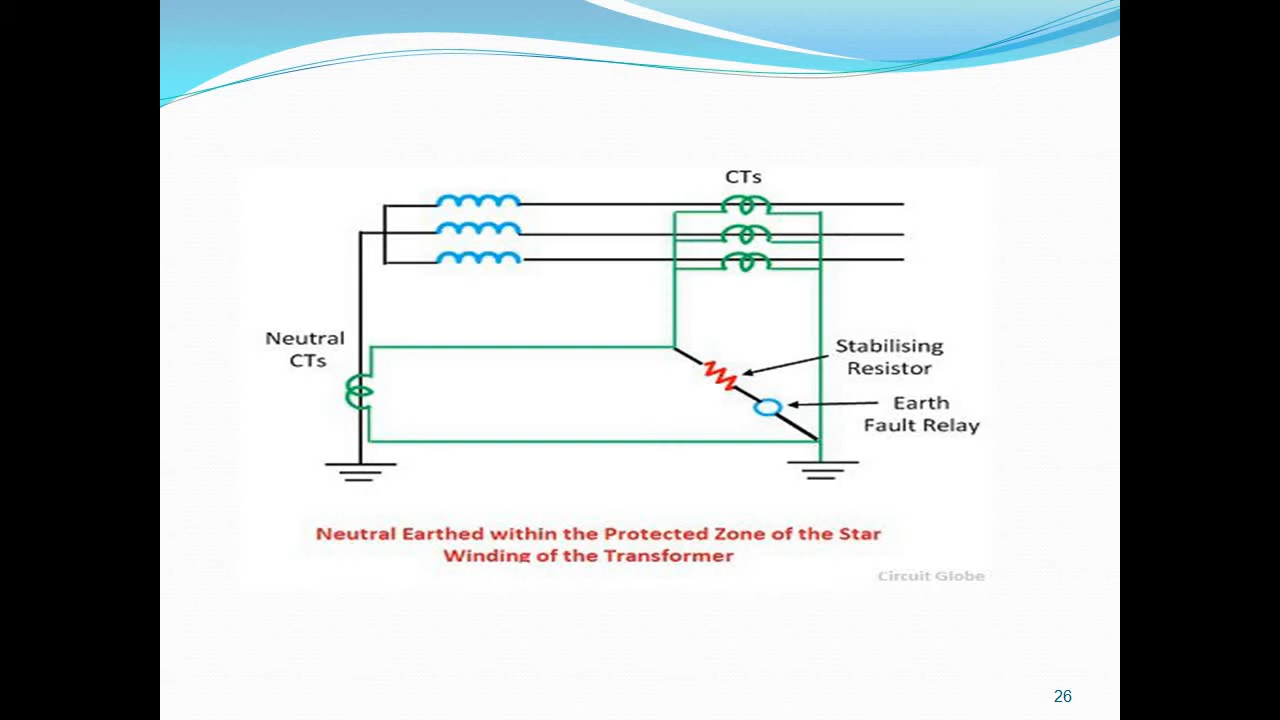 CTs
Neutral
CTs
Stabilising
Resistor
Earth
Fault Relay
Neutral Earthed within the Protected Zone of the Star
Winding of the Transformer
Circuit Globe
26